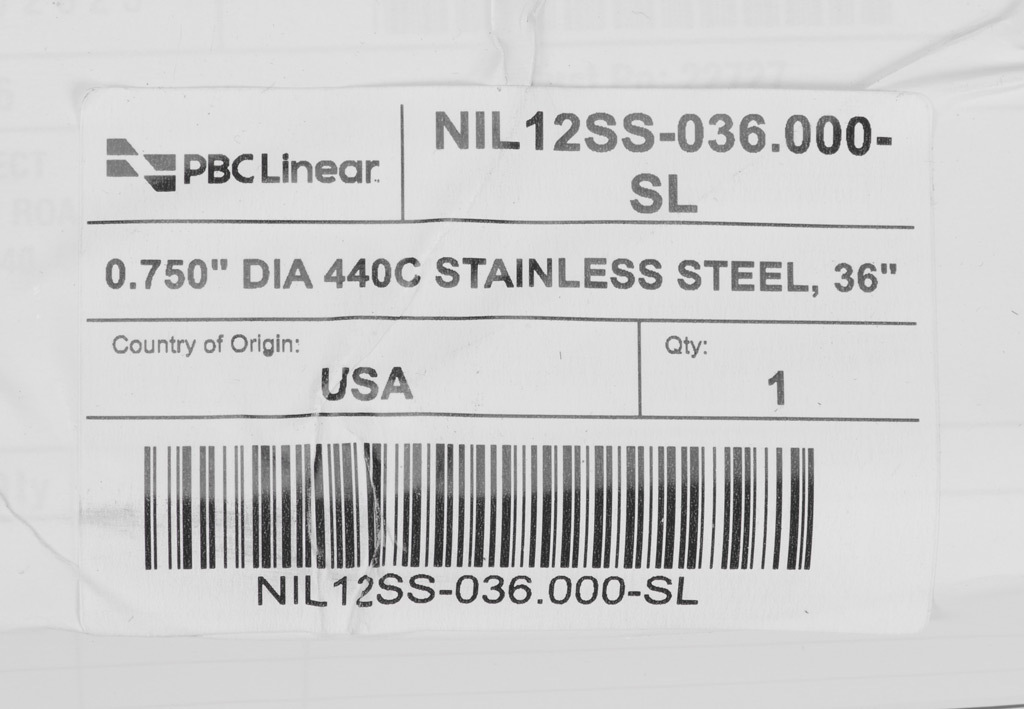 PBC Linear
NIL12SS-036.000-
SL
0.750" DIA 440C STAINLESS STEEL, 36"
Country of Origin:
USA
Qty:
1
NIL12SS-036.000-SL